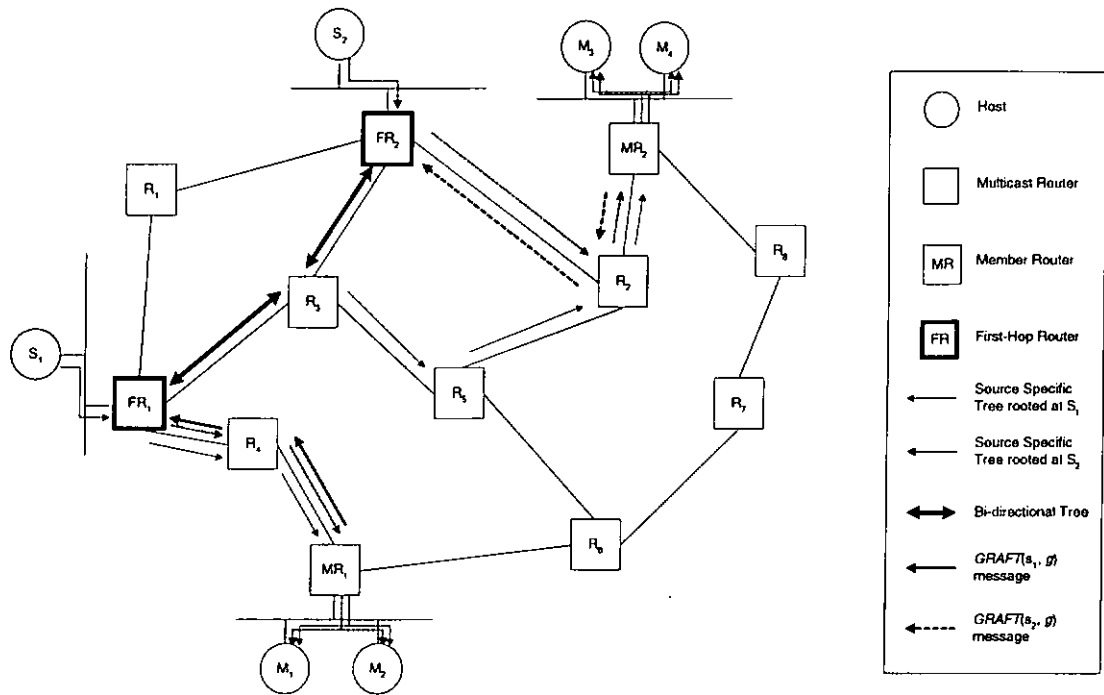 S₂
M₃
M₄
FR₂
MR₂
R₁
R₈
R₂
R₃
S₁
FR₁
R₅
R₇
R₄
R₆
MR₁
M₁
M₂
Host
Multicast Router
MR
Member Router
FR
First-Hop Router
Source Specific
Tree rooted at S₁
Source Specific
Tree rooted at S₂
Bi-directional Tree
GRAFT(s₁, g)
message
GRAFT(s₂, g)
message